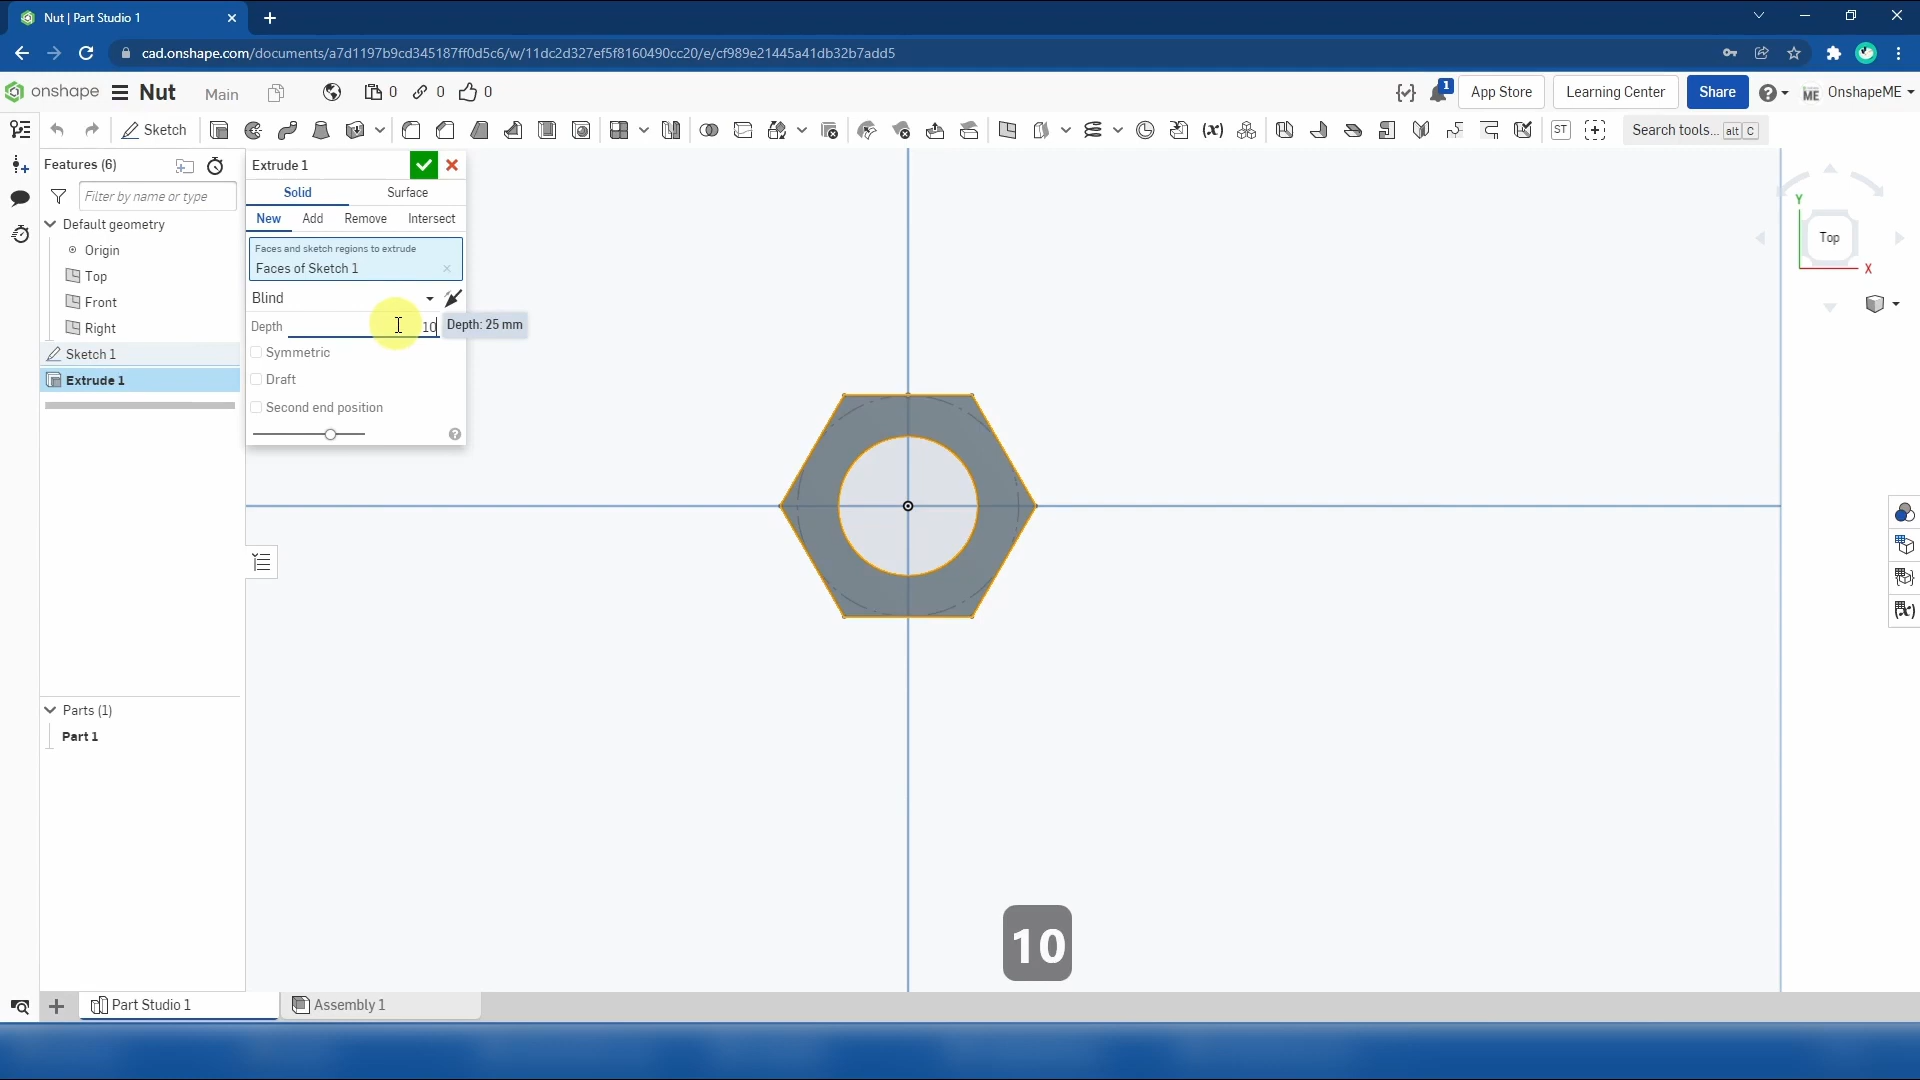 Nut | Part Studio 1
cad.onshape.com/documents/a7d1197b9cd345187ff0d5c6/w/11dc2d327ef5f8160490cc20/e/cf989e21445a41db32b7add5
onshape Nut Main 0 0 0 1 App Store Learning Center Share ME OnshapeME
Sketch (x) ST Search tools... alt C
Features (6)
Filter by name or type
Default geometry
Origin
Top
Front
Right
Sketch 1
Extrude 1
Extrude 1
Solid Surface
New Add Remove Intersect
Faces and sketch regions to extrude
Faces of Sketch 1
Blind
Depth 10 Depth: 25 mm
Symmetric
Draft
Second end position
Y
Top
X
(x)
Parts (1)
Part 1
10
Part Studio 1 Assembly 1